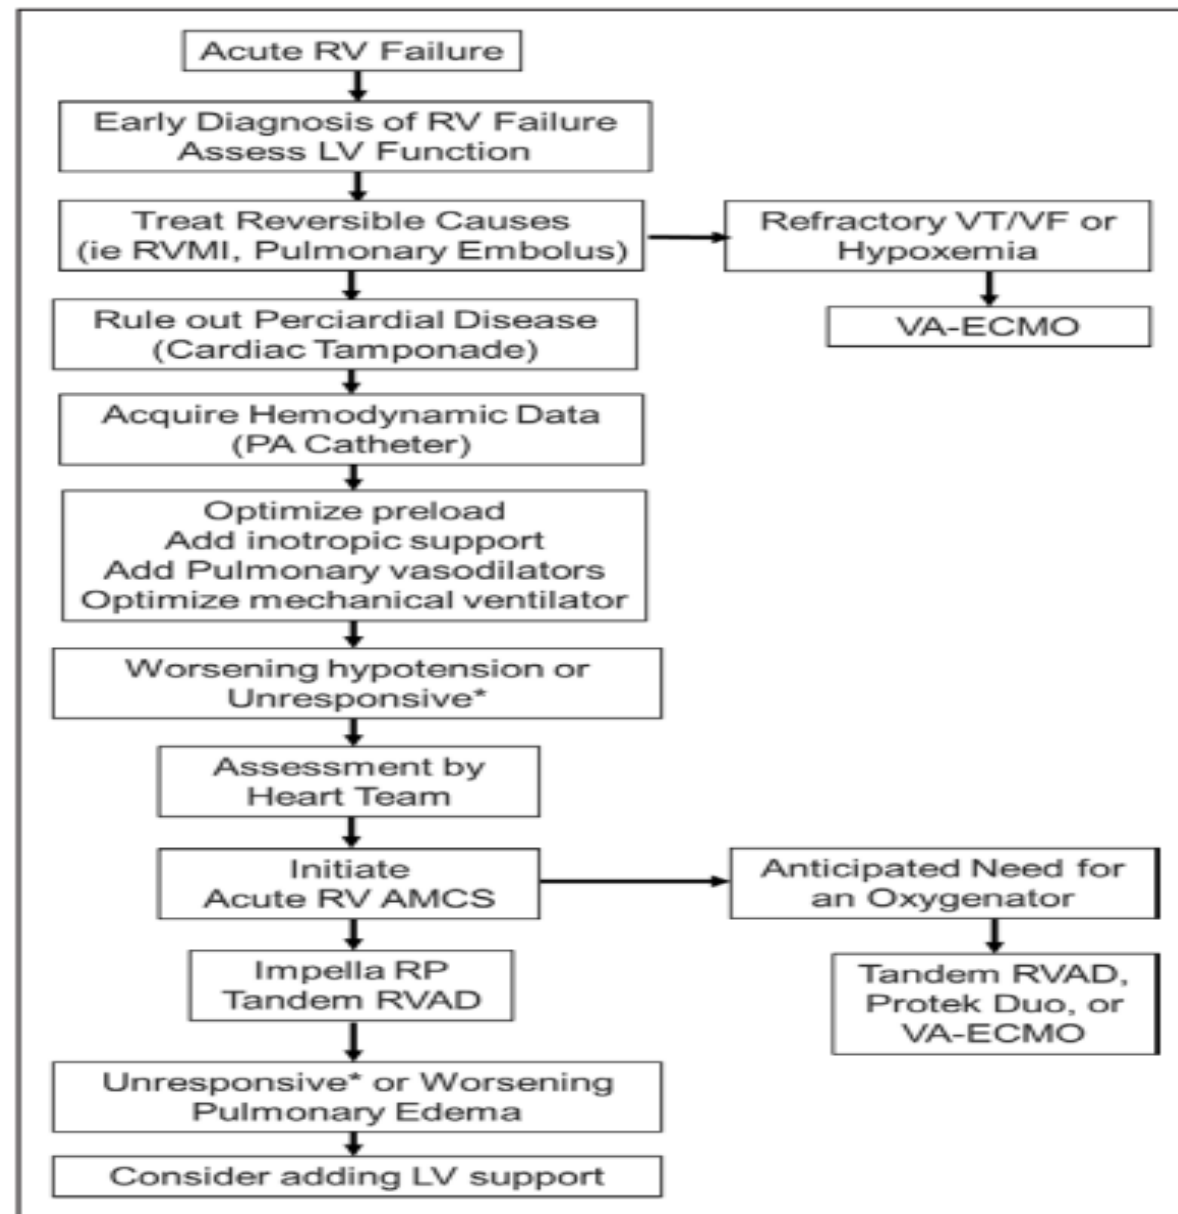 Acute RV Failure
Early Diagnosis of RV Failure
Assess LV Function
Treat Reversible Causes
(ie RVMI, Pulmonary Embolus)
Refractory VT/VF or
Hypoxemia
VA-ECMO
Rule out Perciardial Disease
(Cardiac Tamponade)
Acquire Hemodynamic Data
(PA Catheter)
Optimize preload
Add inotropic support
Add Pulmonary vasodilators
Optimize mechanical ventilator
Worsening hypotension or
Unresponsive*
Assessment by
Heart Team
Initiate
Acute RV AMCS
Anticipated Need for
an Oxygenator
Tandem RVAD,
Protek Duo, or
VA-ECMO
Impella RP
Tandem RVAD
Unresponsive* or Worsening
Pulmonary Edema
Consider adding LV support